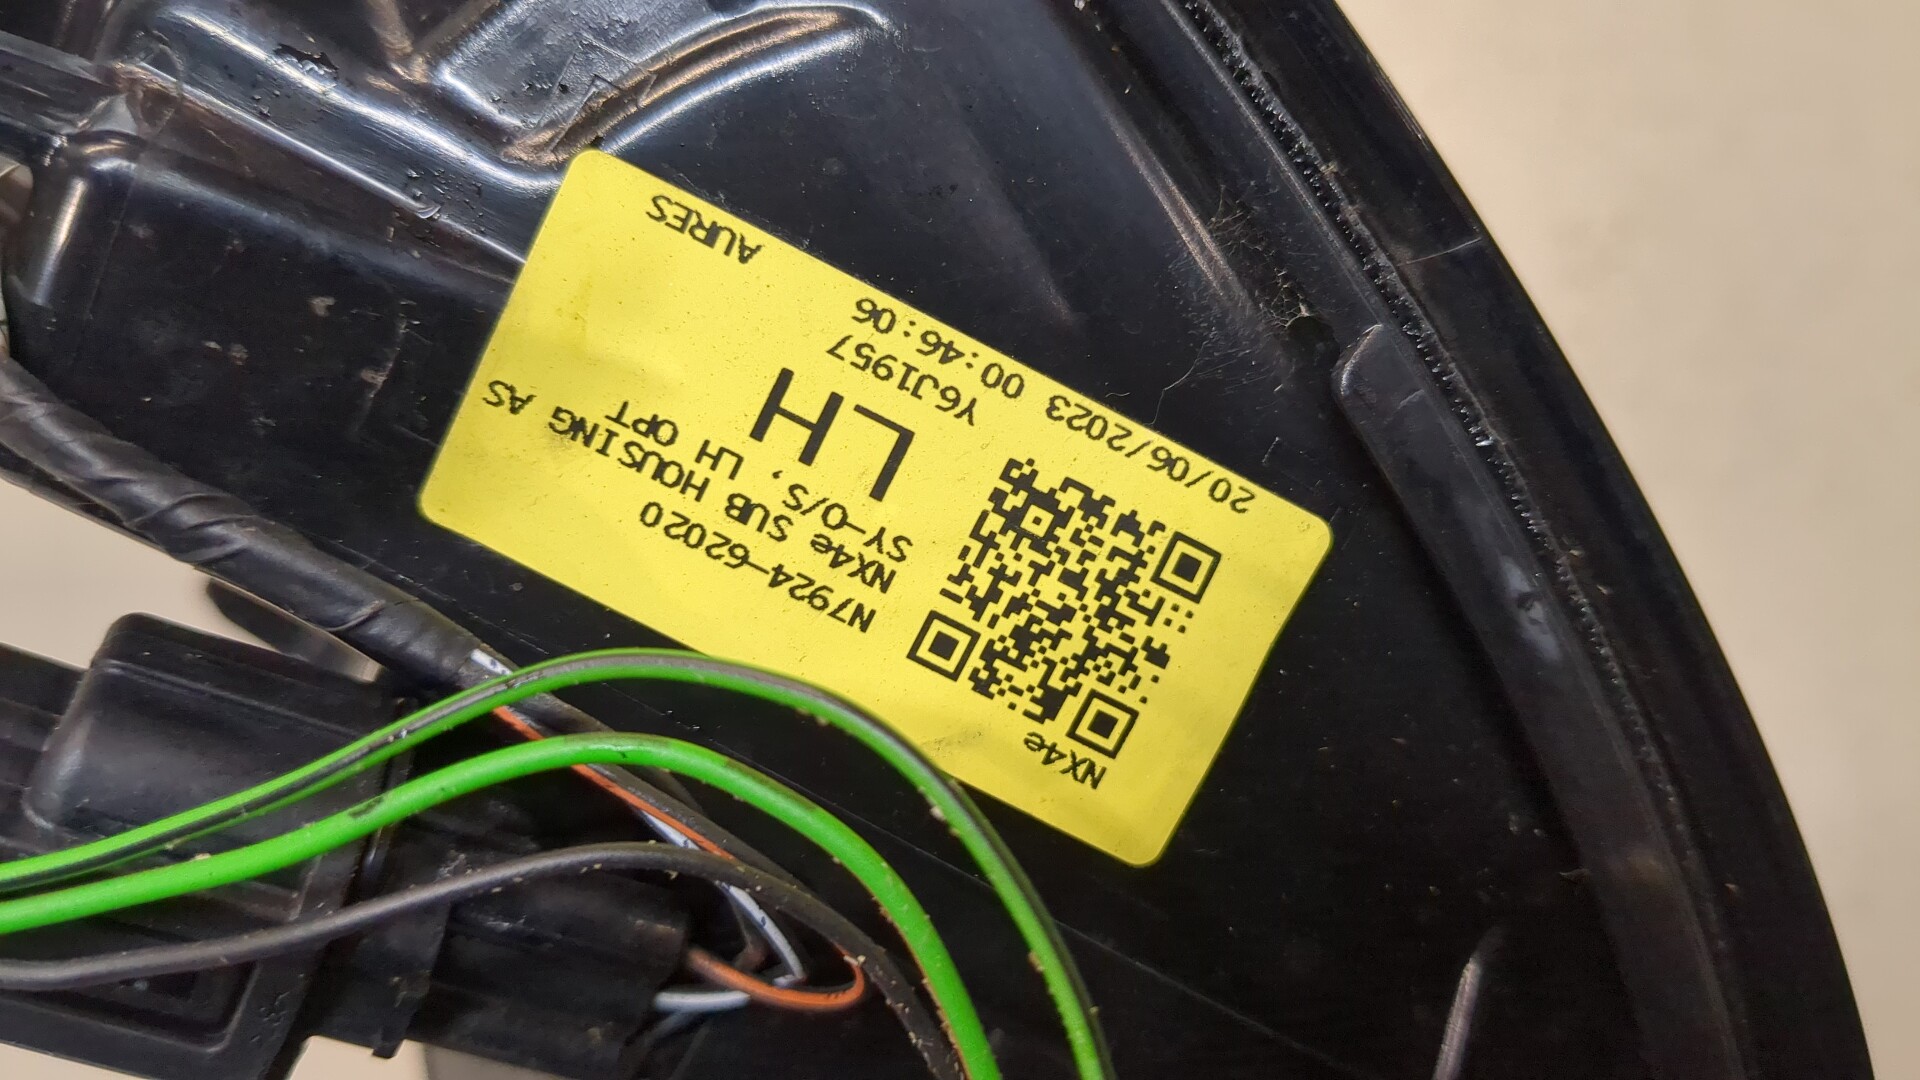 NX4e
N7924-62020
NX4e SUB HOUSING AS
SY-O/S, LH OPT
LH
Y6J1957
20/06/2023 00:46:06
AURES